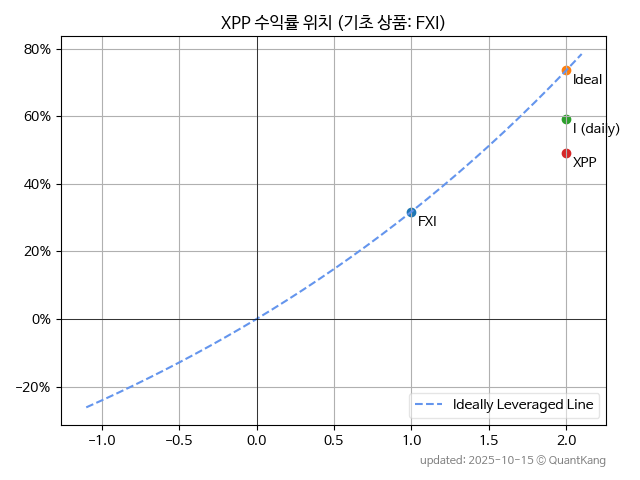 XPP 수익률 위치 (기초 상품: FXI)
80%
60%
40%
20%
0%
−20%
Ideal
I (daily)
XPP
FXI
Ideally Leveraged Line
−1.0
−0.5
0.0
0.5
1.0
1.5
2.0
updated: 2025-10-15 © QuantKang